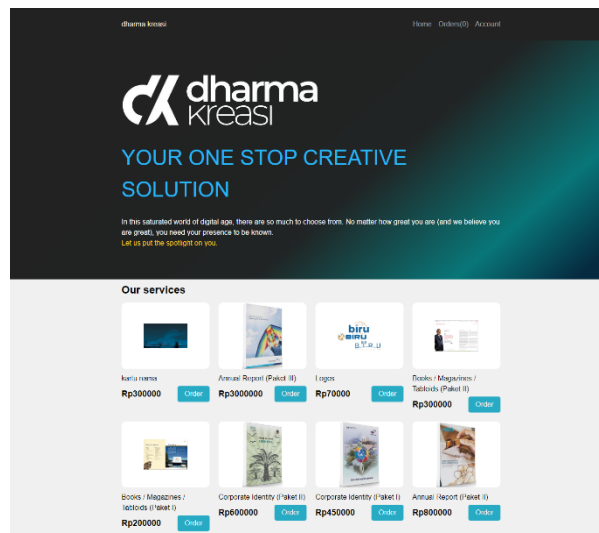 dharma kreasi
Home Orders(0) Account
dharma
kreasi
YOUR ONE STOP CREATIVE
SOLUTION
In this saturated world of digital age, there are so much to choose from. No matter how great you are (and we believe you
are great), you need your presence to be known.
Let us put the spotlight on you.
Our services
biru
BIRU
kartu nama
Annual Report (Paket III)
Logos
Books / Magazines /
Tabloids (Paket II)
Rp300000 Order
Rp3000000 Order
Rp70000 Order
Rp300000 Order
Books / Magazines /
Tabloids (Paket I)
Corporate Identity (Paket II)
Corporate Identity (Paket I)
Annual Report (Paket II)
Rp200000 Order
Rp600000 Order
Rp450000 Order
Rp800000 Order